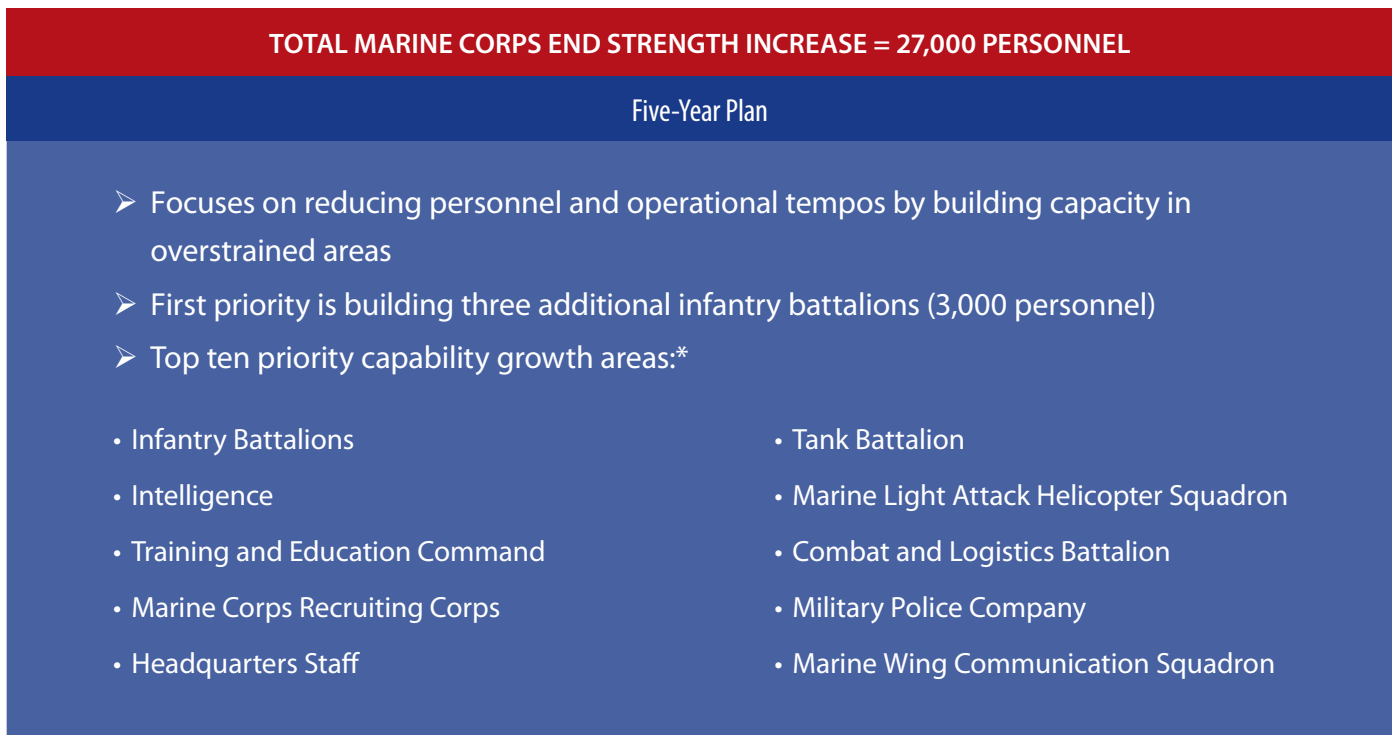 TOTAL MARINE CORPS END STRENGTH INCREASE = 27,000 PERSONNEL
Five-Year Plan
➢ Focuses on reducing personnel and operational tempos by building capacity in
overstrained areas
➢ First priority is building three additional infantry battalions (3,000 personnel)
➢ Top ten priority capability growth areas:*
• Infantry Battalions
• Intelligence
• Training and Education Command
• Marine Corps Recruiting Corps
• Headquarters Staff
• Tank Battalion
• Marine Light Attack Helicopter Squadron
• Combat and Logistics Battalion
• Military Police Company
• Marine Wing Communication Squadron